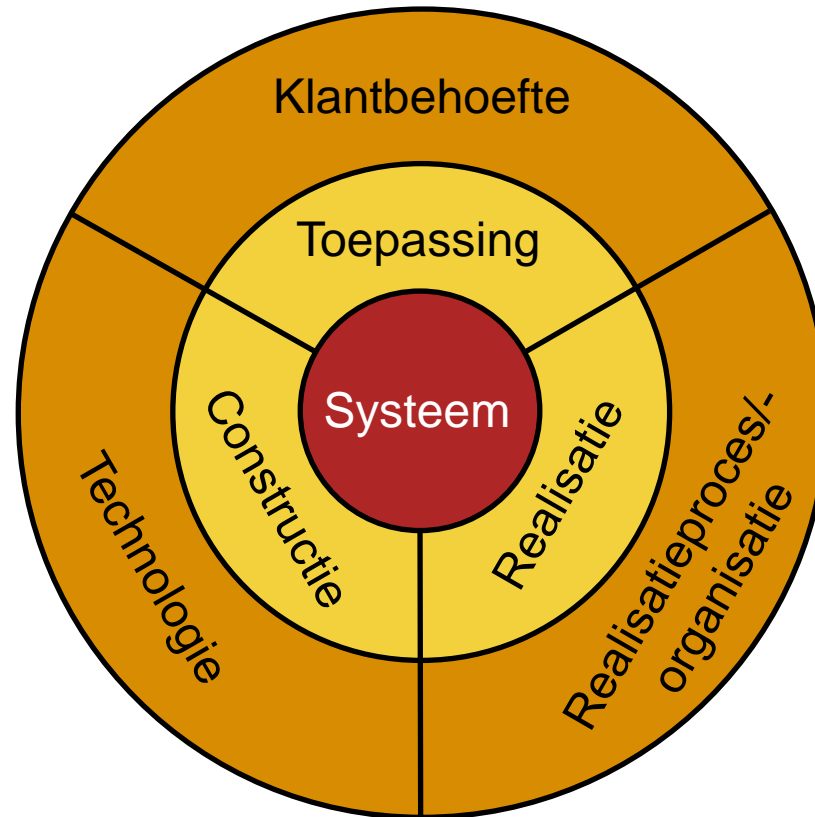 Klantbehoefte
Toepassing
Systeem
Constructie
Realisatie
Technologie
Realisatieproces/-
organisatie